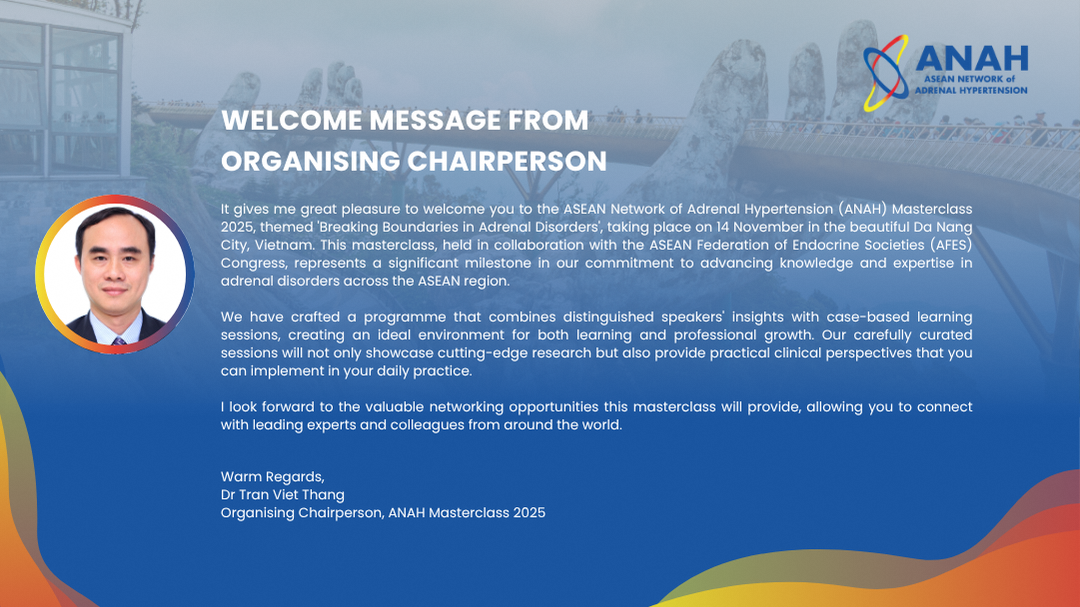 ANAH
ASEAN NETWORK of
ADRENAL HYPERTENSION
WELCOME MESSAGE FROM
ORGANISING CHAIRPERSON
It gives me great pleasure to welcome you to the ASEAN Network of Adrenal Hypertension (ANAH) Masterclass
2025, themed 'Breaking Boundaries in Adrenal Disorders', taking place on 14 November in the beautiful Da Nang
City, Vietnam. This masterclass, held in collaboration with the ASEAN Federation of Endocrine Societies (AFES)
Congress, represents a significant milestone in our commitment to advancing knowledge and expertise in
adrenal disorders across the ASEAN region.
We have crafted a programme that combines distinguished speakers' insights with case-based learning
sessions, creating an ideal environment for both learning and professional growth. Our carefully curated
sessions will not only showcase cutting-edge research but also provide practical clinical perspectives that you
can implement in your daily practice.
I look forward to the valuable networking opportunities this masterclass will provide, allowing you to connect
with leading experts and colleagues from around the world.
Warm Regards,
Dr Tran Viet Thang
Organising Chairperson, ANAH Masterclass 2025